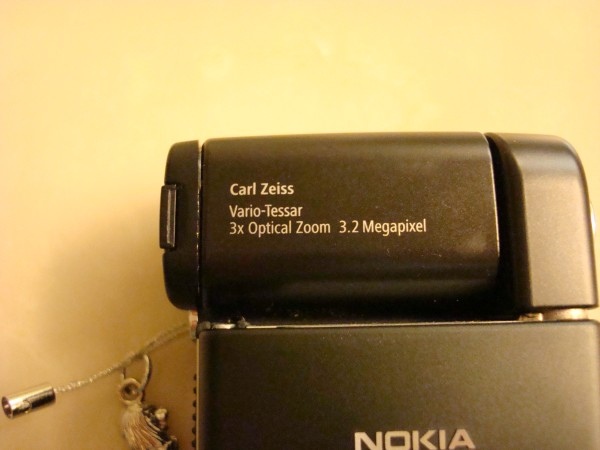 Carl Zeiss
Vario-Tessar
3x Optical Zoom 3.2 Megapixel
NOKIA